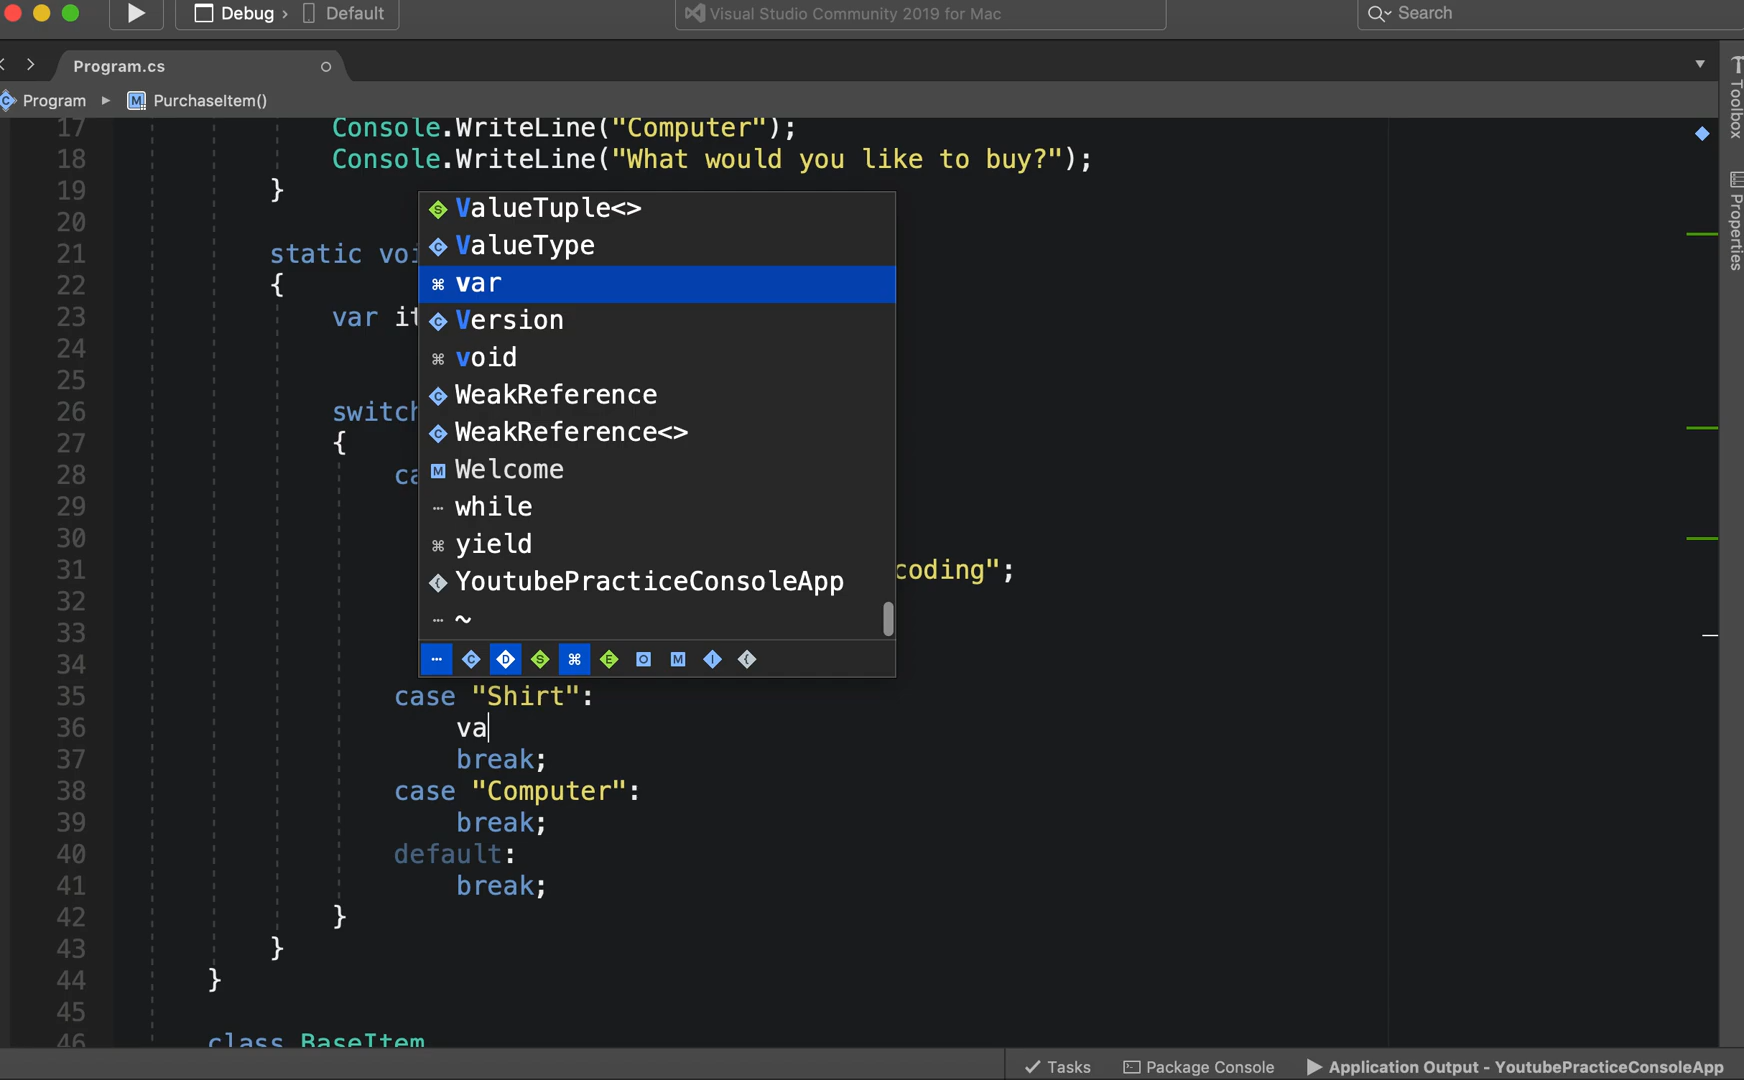 Debug › Default
Visual Studio Community 2019 for Mac
Search
Program.cs
Program ▸ PurchaseItem()
Toolbox
Properties
17 Console.WriteLine("Computer");
18 Console.WriteLine("What would you like to buy?");
19 }
20
21 static voi
22 {
23 var it
24
25
26 switch
27 {
28 ca
29
30
31 coding";
32
33
34
ValueTuple<>
ValueType
var
Version
void
WeakReference
WeakReference<>
Welcome
while
yield
YoutubePracticeConsoleApp
~
35 case "Shirt":
36 va
37 break;
38 case "Computer":
39 break;
40 default:
41 break;
42 }
43 }
44 }
45
46 class BaseItem
Tasks
Package Console
Application Output - YoutubePracticeConsoleApp